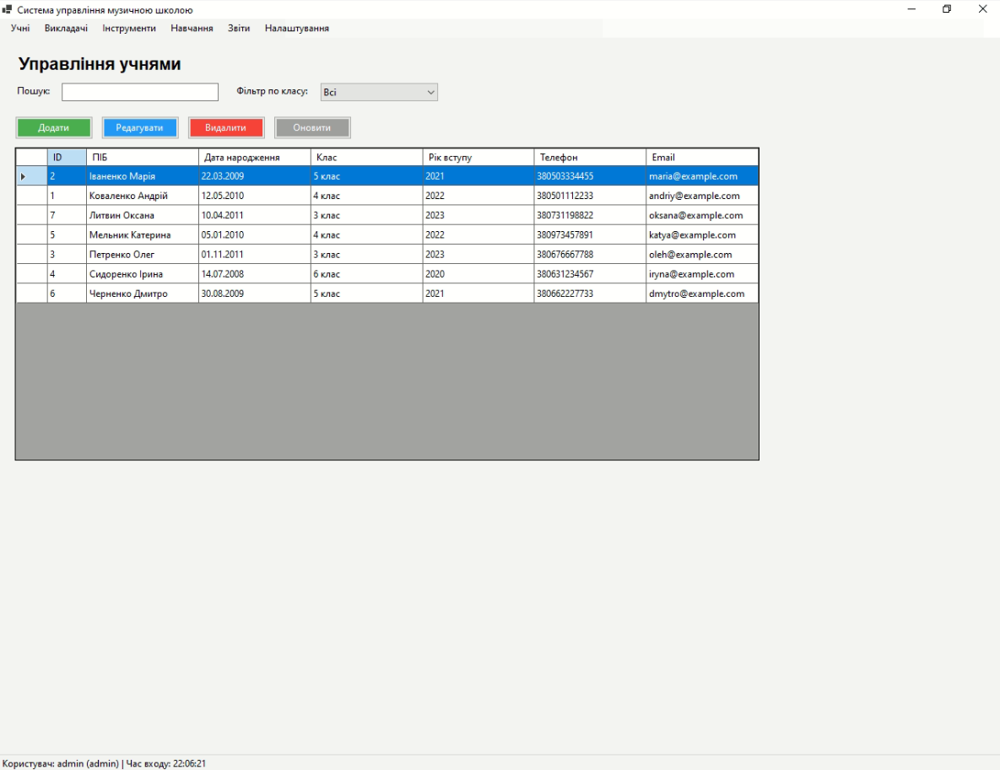 Система управління музичною школою
Учні Викладачі Інструменти Навчання Звіти Налаштування
Управління учнями
Пошук: Фільтр по класу: Всі
Додати Редагувати Видалити Оновити
ID ПІБ Дата народження Клас Рік вступу Телефон Email
2 Іваненко Марія 22.03.2009 5 клас 2021 380503334455 maria@example.com
1 Коваленко Андрій 12.05.2010 4 клас 2022 380501112233 andriy@example.com
7 Литвин Оксана 10.04.2011 3 клас 2023 380731198822 oksana@example.com
5 Мельник Катерина 05.01.2010 4 клас 2022 380973457891 katya@example.com
3 Петренко Олег 01.11.2011 3 клас 2023 380676667788 oleh@example.com
4 Сидоренко Ірина 14.07.2008 6 клас 2020 380631234567 iryna@example.com
6 Черненко Дмитро 30.08.2009 5 клас 2021 380662227733 dmytro@example.com
Користувач: admin (admin) | Час входу: 22:06:21